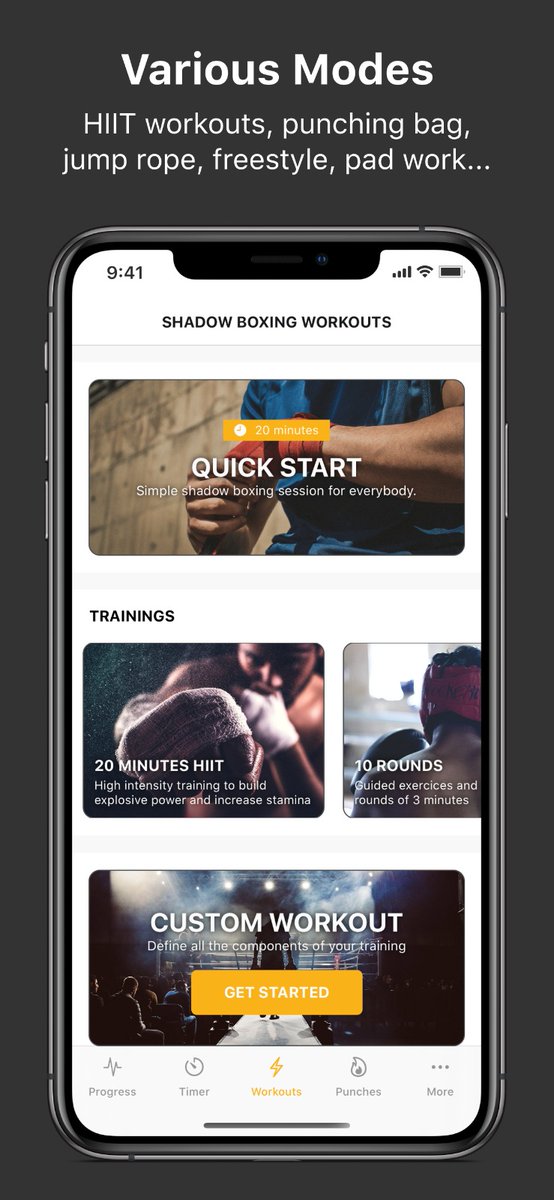 Various Modes
HIIT workouts, punching bag,
jump rope, freestyle, pad work...
9:41
SHADOW BOXING WORKOUTS
20 minutes
QUICK START
Simple shadow boxing session for everybody.
TRAININGS
20 MINUTES HIIT
High intensity training to build
explosive power and increase stamina
10 ROUNDS
Guided exercices and
rounds of 3 minutes
CUSTOM WORKOUT
Define all the components of your training
GET STARTED
Progress
Timer
Workouts
Punches
More